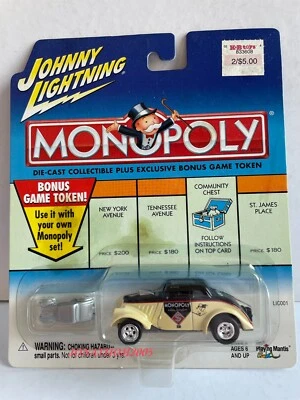 K·B toys
833608
2/$5.00
JOHNNY
LIGHTNING
MONOPOLY
DIE-CAST COLLECTIBLE PLUS EXCLUSIVE BONUS GAME TOKEN
BONUS
GAME TOKEN!
Use it with
your own
Monopoly
set!
NEW YORK
AVENUE
PRICE $200
TENNESSEE
AVENUE
PRICE $180
COMMUNITY
CHEST
FOLLOW
INSTRUCTIONS
ON TOP CARD
ST. JAMES
PLACE
PRICE $180
MONOPOLY
WARNING: CHOKING HAZARD—
small parts. Not for children under 3 yrs.
AGES 6
AND UP
Playing Mantis